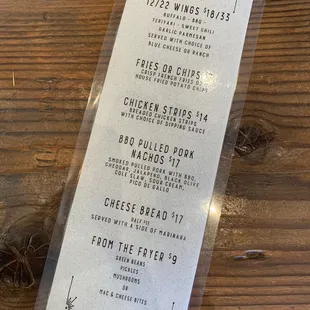 12/22 WINGS $18/33
BUFFALO - BBQ -
TERIYAKI - SWEET CHILI
GARLIC PARMESAN
SERVED WITH CHOICE OF
BLUE CHEESE OR RANCH
FRIES OR CHIPS
CRISP FRENCH FRIES OR
HOUSE FRIED POTATO CHIPS
CHICKEN STRIPS $14
BREADED CHICKEN STRIPS
WITH CHOICE OF DIPPING SAUCE
BBQ PULLED PORK
NACHOS $17
SMOKED PULLED PORK WITH BBQ,
CHEDDAR, JALAPENO, BLACK OLIVE
COLE SLAW, SOUR CREAM,
PICO DE GALLO
CHEESE BREAD $17
HALF
SERVED WITH A SIDE OF MARINARA
FROM THE FRYER $9
GREEN BEANS
PICKLES
MUSHROOMS
OR
MAC & CHEESE BITES